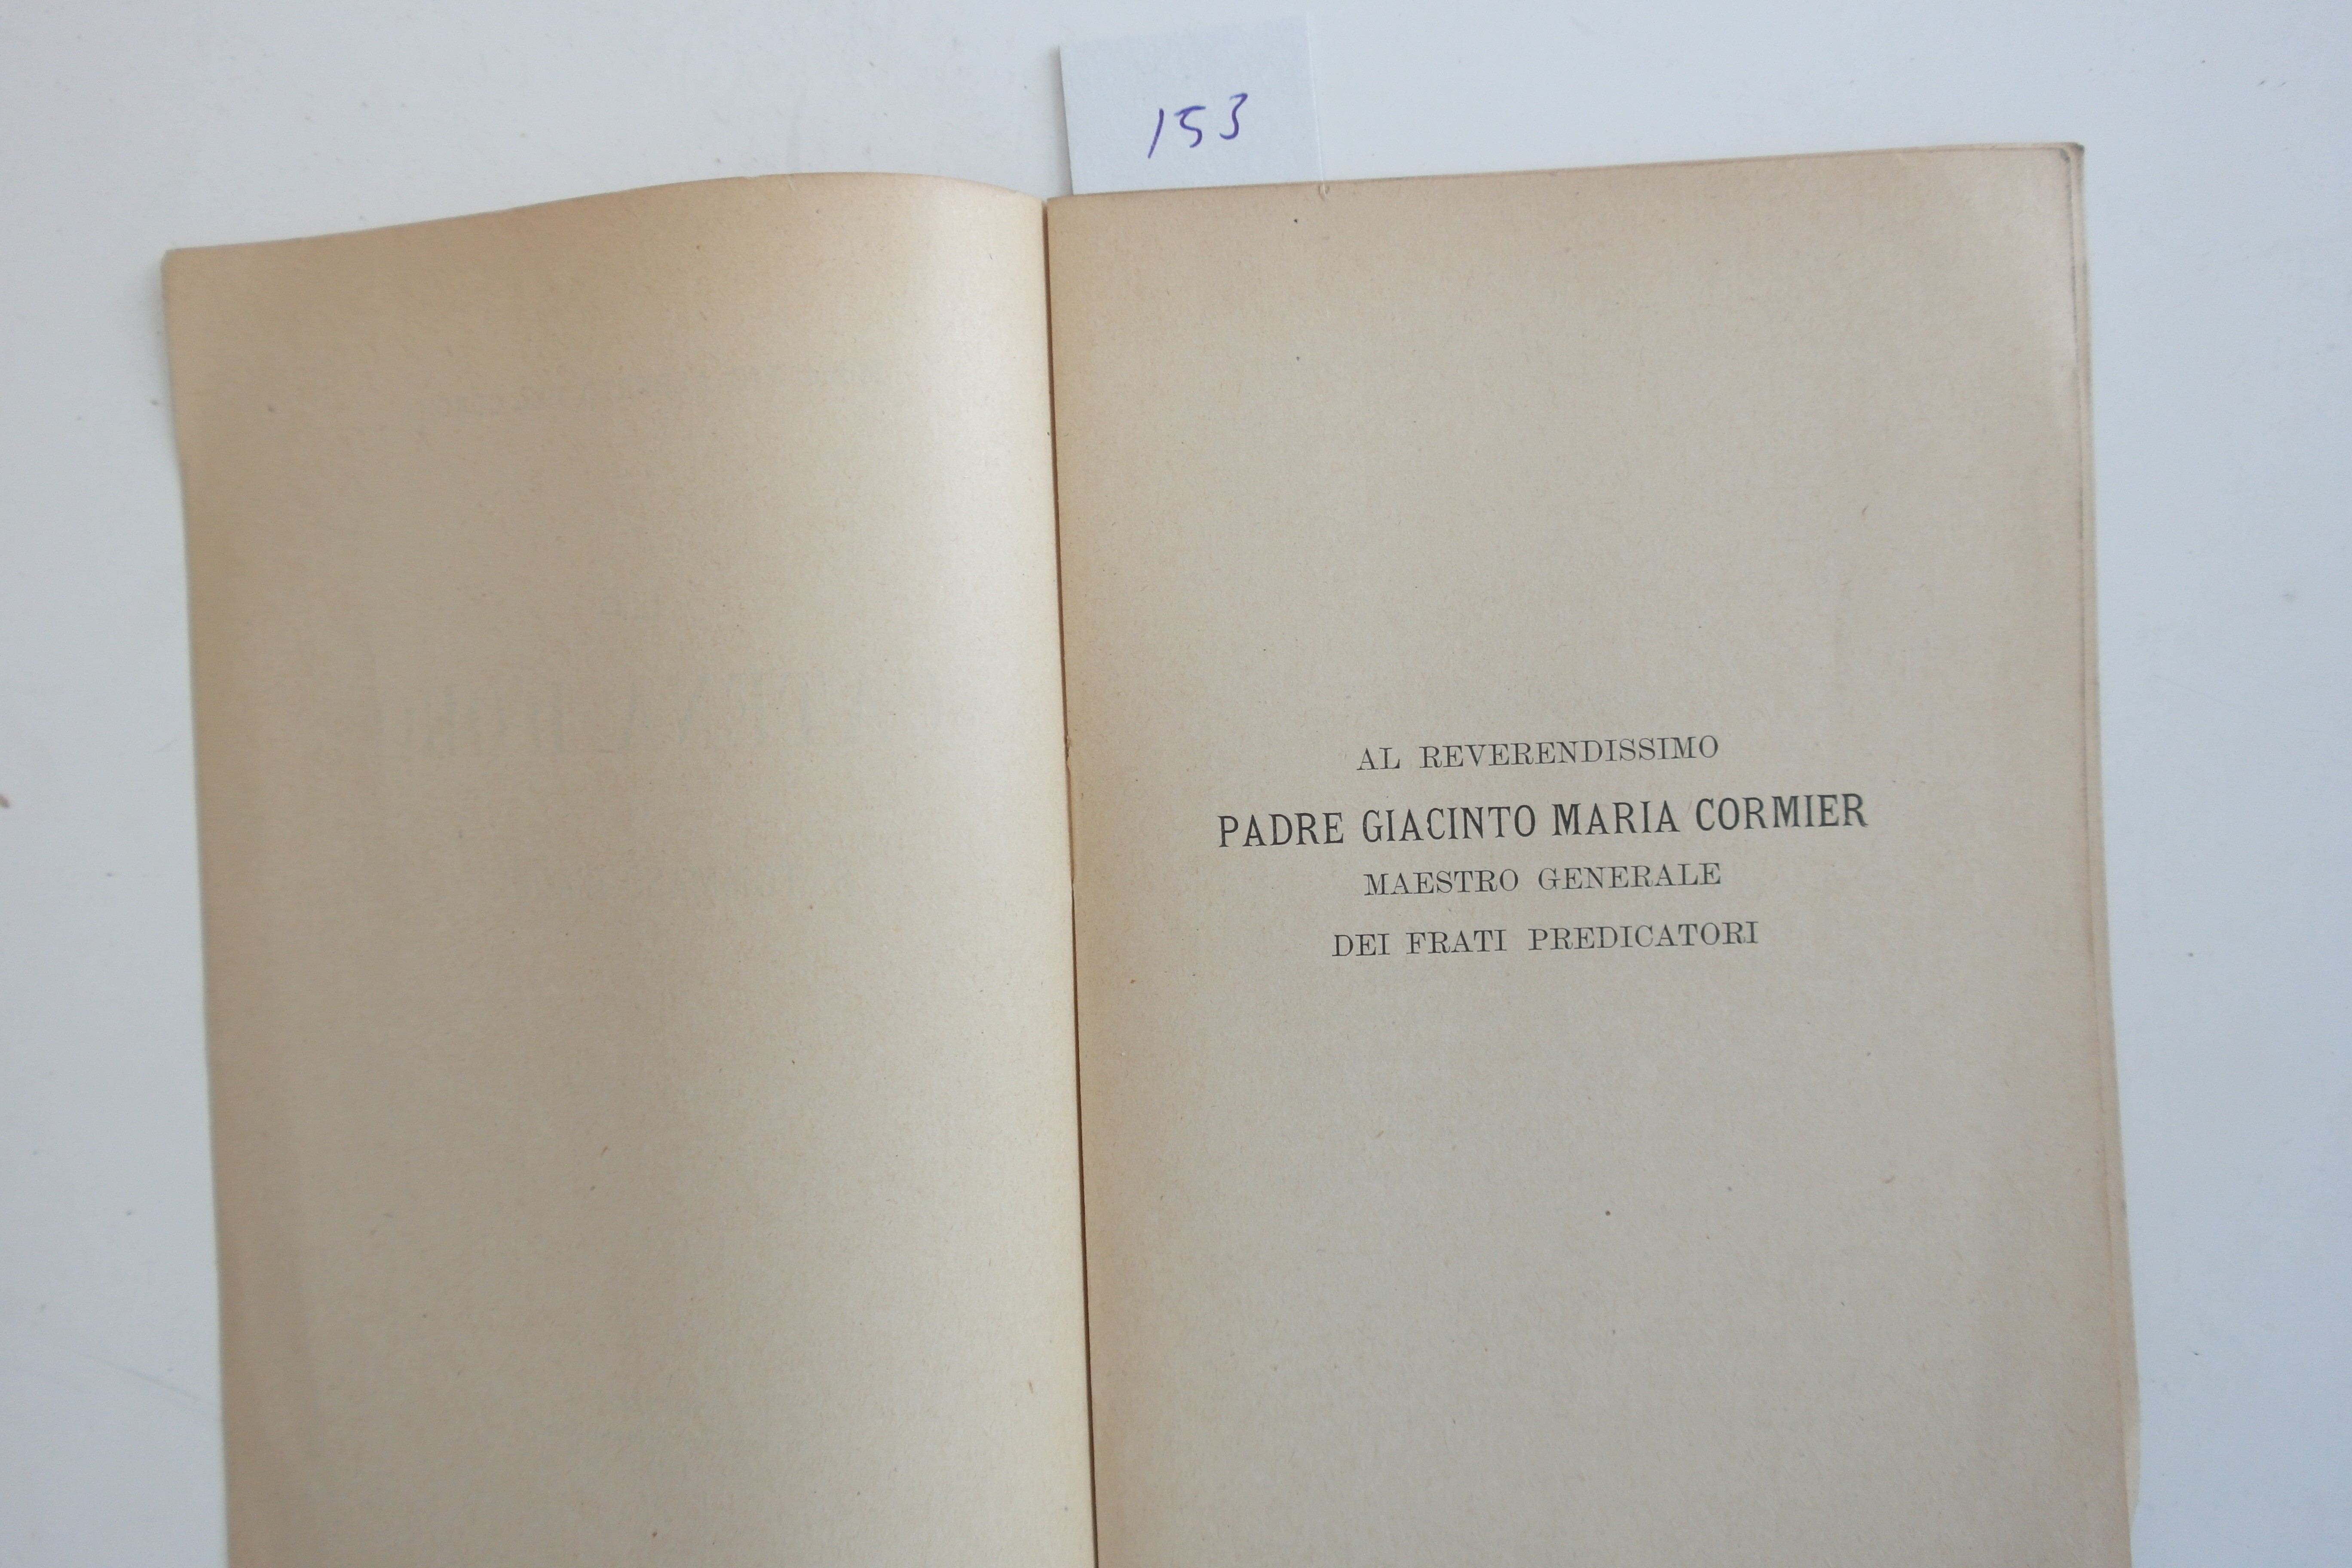 153
AL REVERENDISSIMO
PADRE GIACINTO MARIA CORMIER
MAESTRO GENERALE
DEI FRATI PREDICATORI